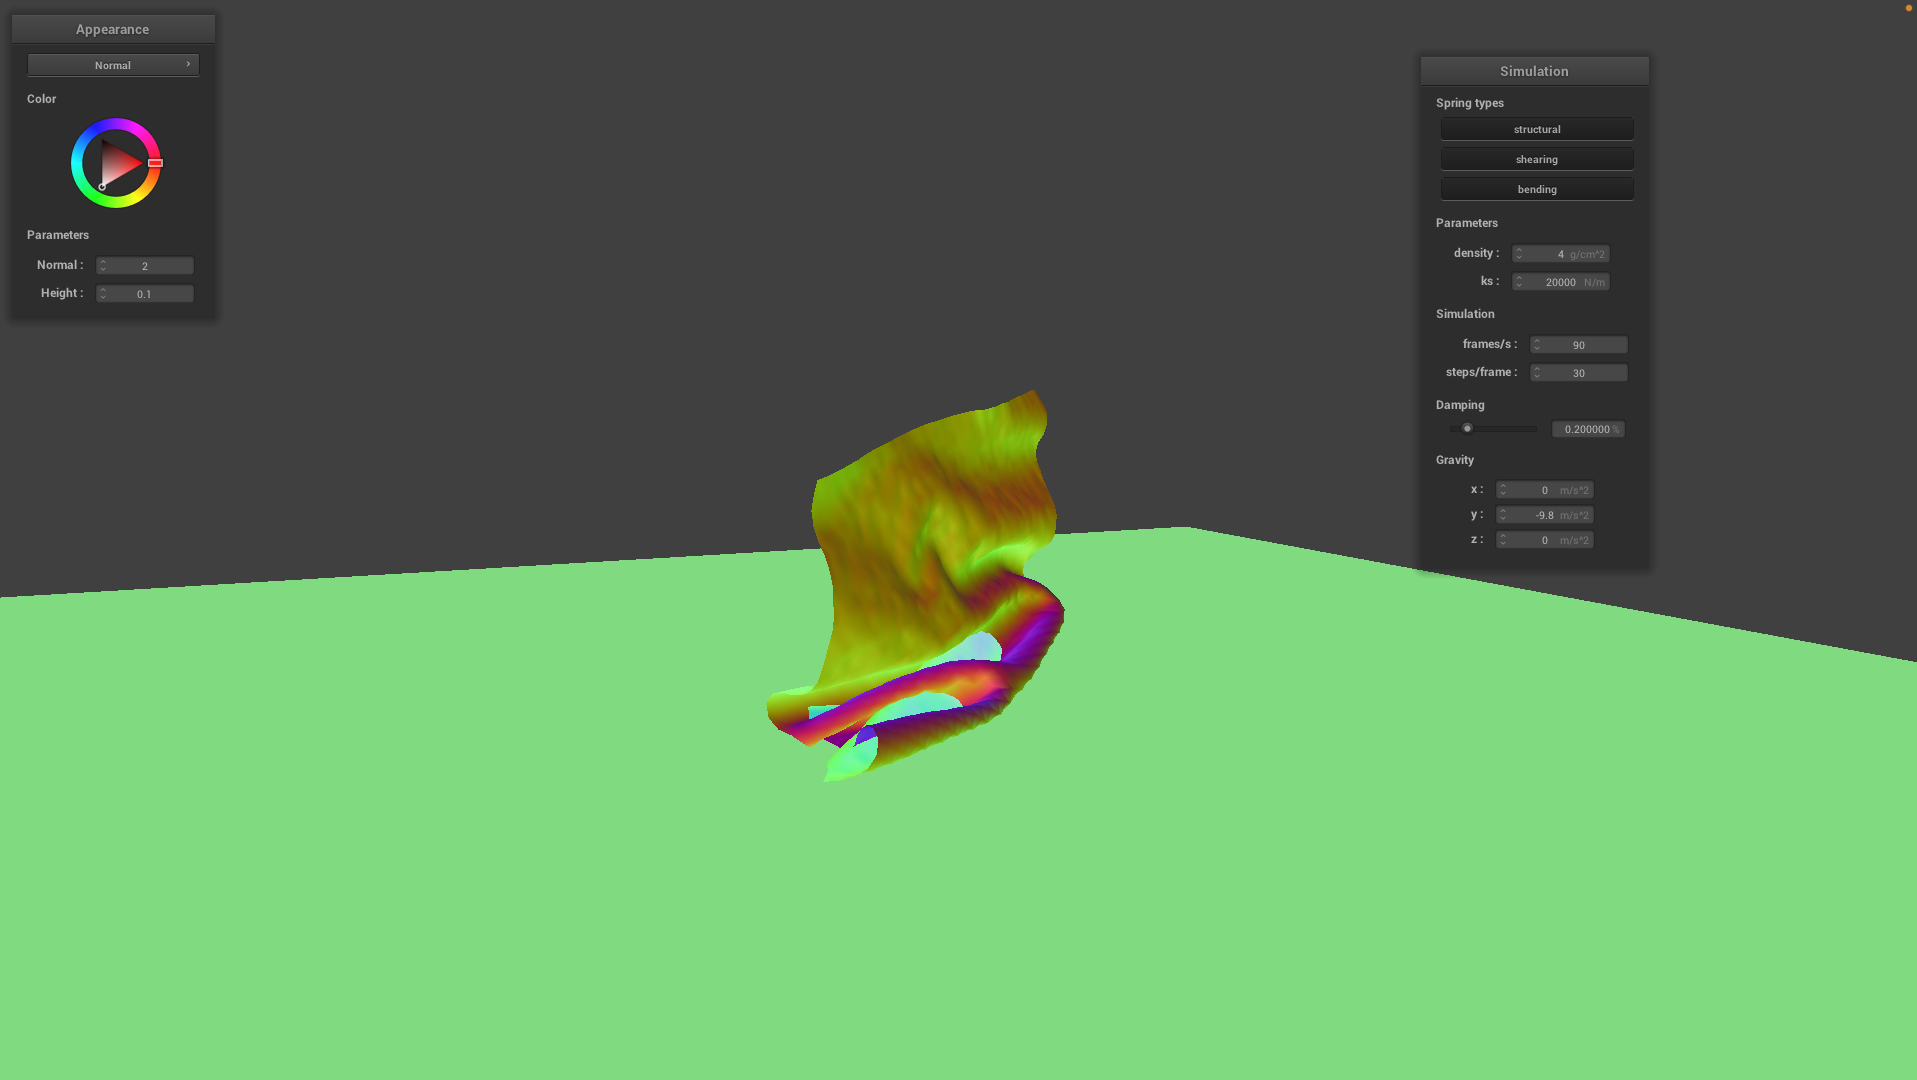 Appearance
Normal
Color
Parameters
Normal : 2
Height : 0.1
Simulation
Spring types
structural
shearing
bending
Parameters
density : 4 g/cm^2
ks : 20000 N/m
Simulation
frames/s : 90
steps/frame : 30
Damping
0.200000 %
Gravity
x : 0 m/s^2
y : -9.8 m/s^2
z : 0 m/s^2